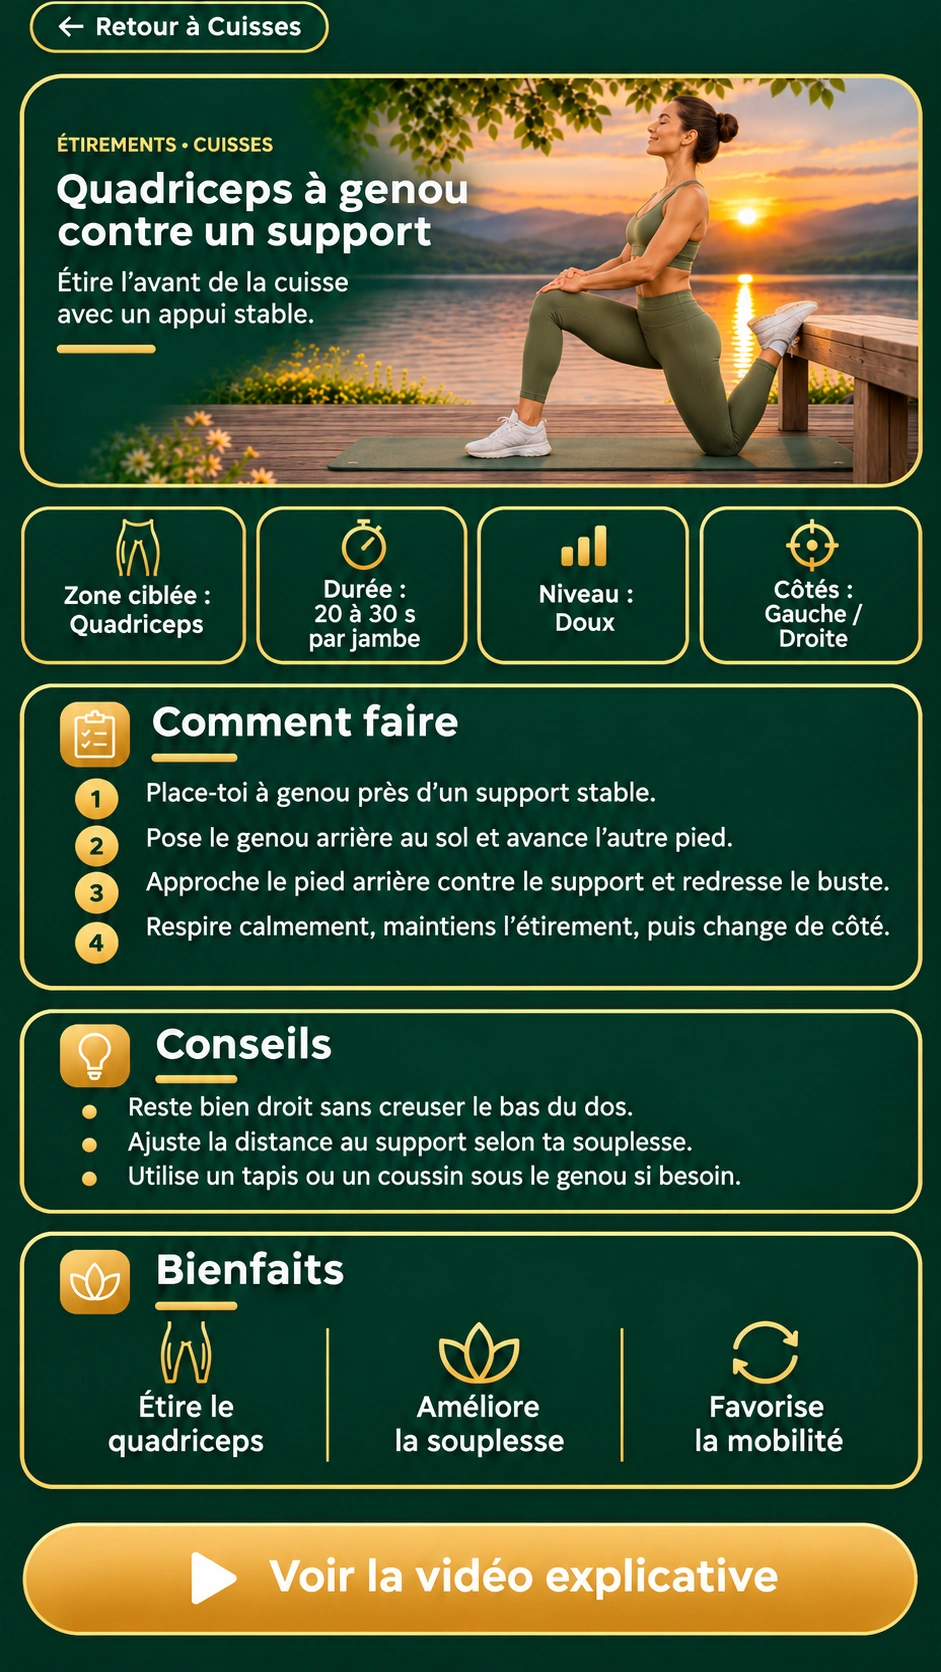 ← Retour à Cuisses
ÉTIREMENTS • CUISSES
Quadriceps à genou
contre un support
Étire l’avant de la cuisse
avec un appui stable.
Zone ciblée :
Quadriceps
Durée :
20 à 30 s
par jambe
Niveau :
Doux
Côtés :
Gauche /
Droite
Comment faire
1 Place-toi à genou près d’un support stable.
2 Pose le genou arrière au sol et avance l’autre pied.
3 Approche le pied arrière contre le support et redresse le buste.
4 Respire calmement, maintiens l’étirement, puis change de côté.
Conseils
Reste bien droit sans creuser le bas du dos.
Ajuste la distance au support selon ta souplesse.
Utilise un tapis ou un coussin sous le genou si besoin.
Bienfaits
Étire le
quadriceps
Améliore
la souplesse
Favorise
la mobilité
Voir la vidéo explicative